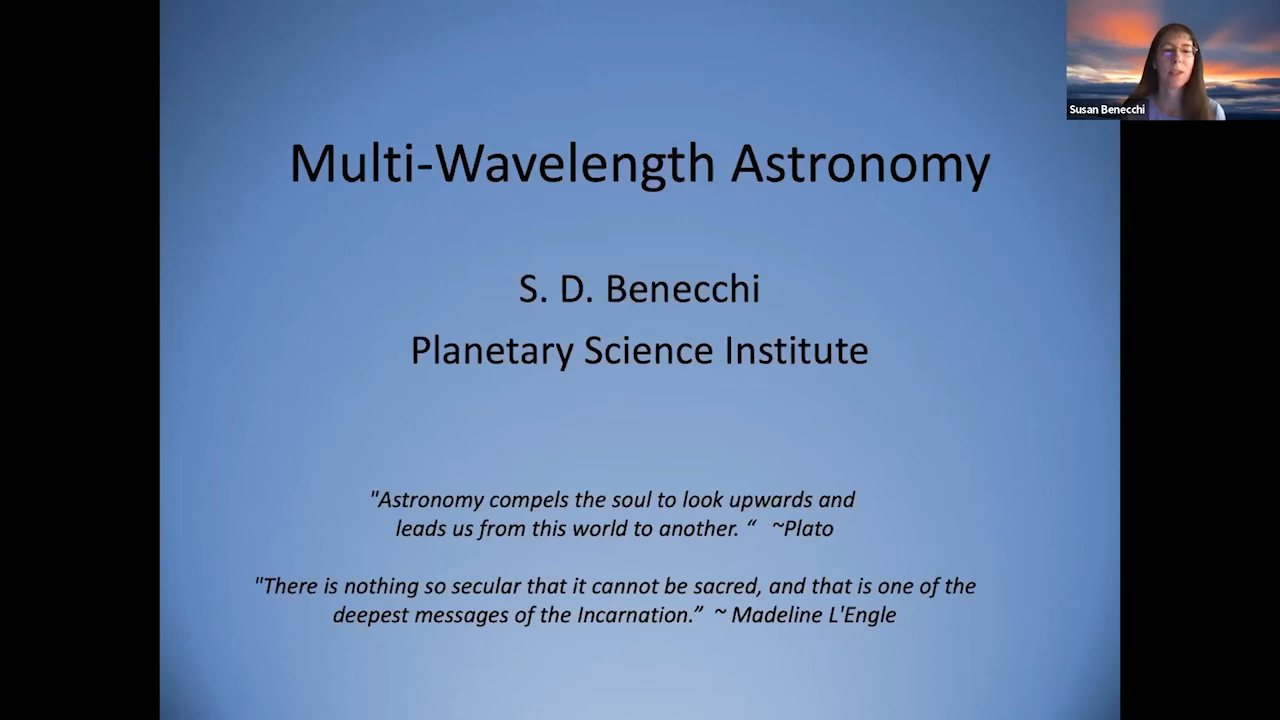 Susan Benecchi
Multi-Wavelength Astronomy
S. D. Benecchi
Planetary Science Institute
"Astronomy compels the soul to look upwards and
leads us from this world to another. “ ~Plato
"There is nothing so secular that it cannot be sacred, and that is one of the
deepest messages of the Incarnation.” ~ Madeline L'Engle